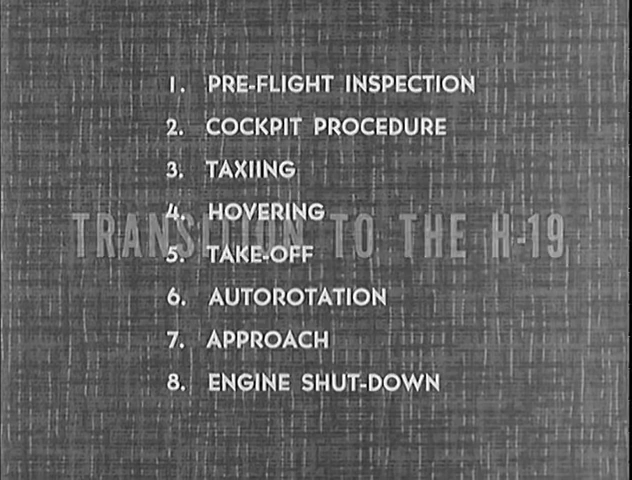 1. PRE-FLIGHT INSPECTION
2. COCKPIT PROCEDURE
3. TAXIING
4. HOVERING
TRANSITION TO THE H-19
5. TAKE-OFF
6. AUTOROTATION
7. APPROACH
8. ENGINE SHUT-DOWN